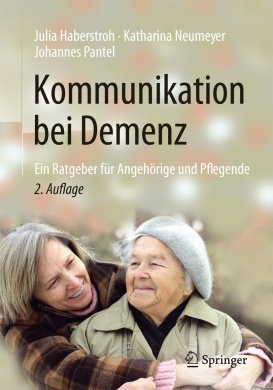 Julia Haberstroh · Katharina Neumeyer
Johannes Pantel
Kommunikation
bei Demenz
Ein Ratgeber für Angehörige und Pflegende
2. Auflage
Springer